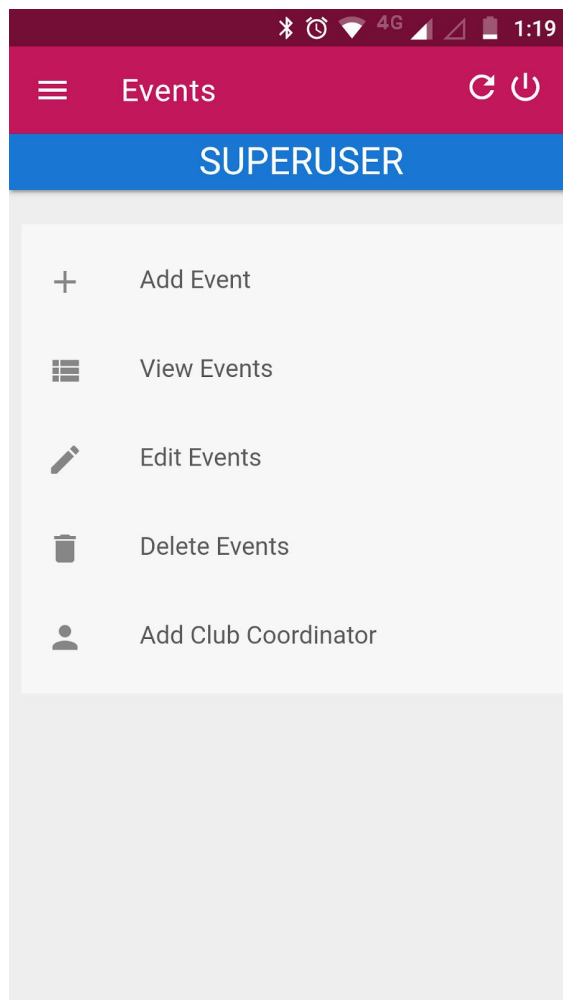 4G 1:19
Events
SUPERUSER
Add Event
View Events
Edit Events
Delete Events
Add Club Coordinator